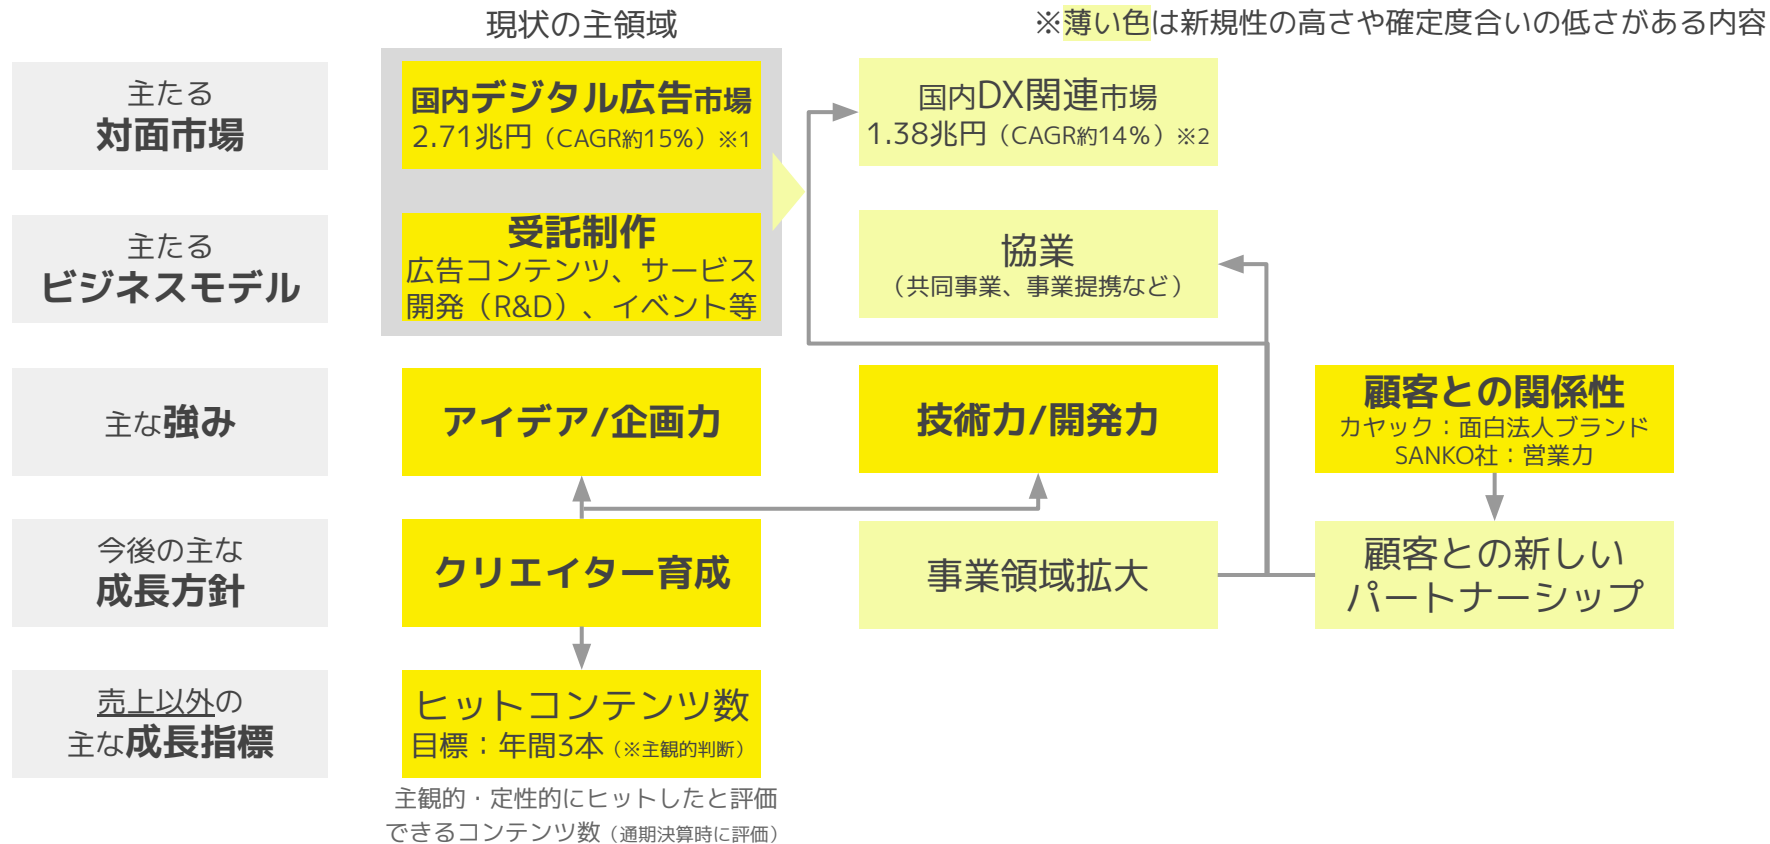 現状の主領域
※薄い色は新規性の高さや確定度合いの低さがある内容
主たる
対面市場
国内デジタル広告市場
2.71兆円（CAGR約15%）※1
国内DX関連市場
1.38兆円（CAGR約14％）※2
主たる
ビジネスモデル
受託制作
広告コンテンツ、サービス
開発（R&D）、イベント等
協業
（共同事業、事業提携など）
主な強み
アイデア/企画力
技術力/開発力
顧客との関係性
カヤック：面白法人ブランド
SANKO社：営業力
今後の主な
成長方針
クリエイター育成
事業領域拡大
顧客との新しい
パートナーシップ
売上以外の
主な成長指標
ヒットコンテンツ数
目標：年間3本（※主観的判断）
主観的・定性的にヒットしたと評価
できるコンテンツ数（通期決算時に評価）